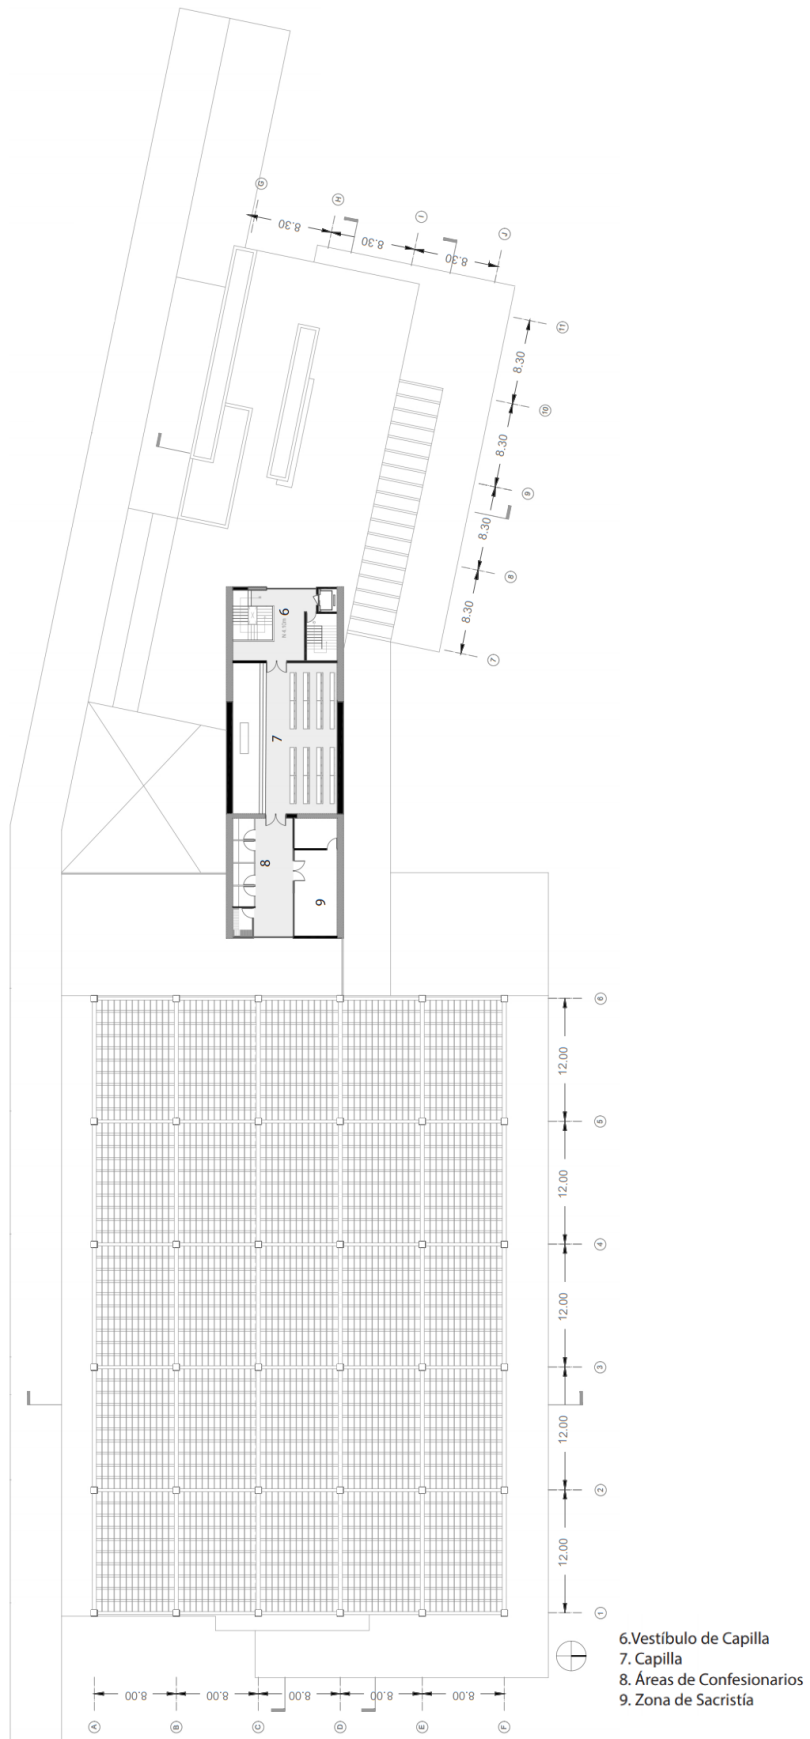 G
H
I
J
8.30
8.30
8.30
11
8.30
10
8.30
9
8.30
8
8.30
7
6
7
8
9
6
12.00
5
12.00
4
12.00
3
12.00
2
12.00
1
6.Vestíbulo de Capilla
7. Capilla
8. Áreas de Confesionarios
9. Zona de Sacristía
8.00
8.00
8.00
8.00
8.00
A
B
C
D
E
F